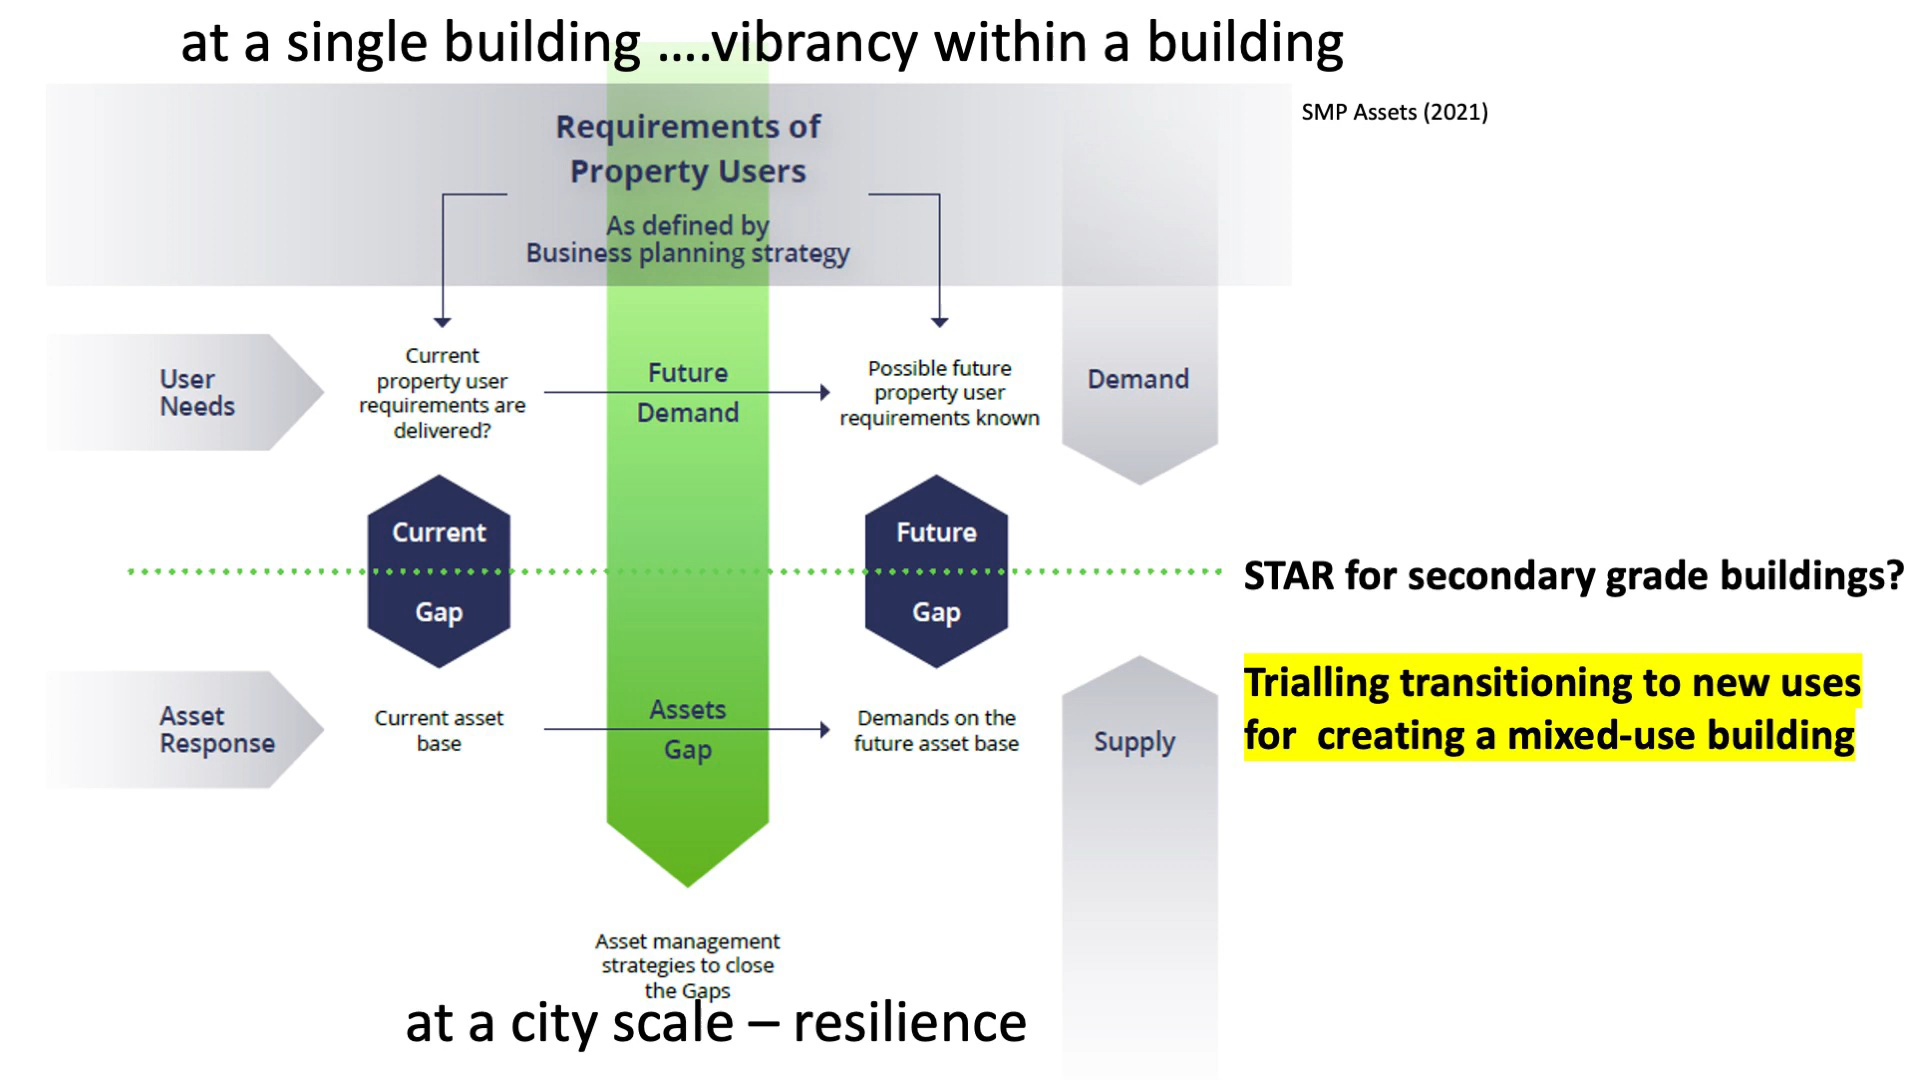 at a single building ....vibrancy within a building
SMP Assets (2021)
Requirements of
Property Users
As defined by
Business planning strategy
User
Needs
Current
property user
requirements are
delivered?
Future
Demand
Possible future
property user
requirements known
Demand
Current
Gap
Future
Gap
STAR for secondary grade buildings?
Trialling transitioning to new uses
for  creating a mixed-use building
Asset
Response
Current asset
base
Assets
Gap
Demands on the
future asset base
Supply
Asset management
strategies to close
the Gaps
at a city scale – resilience